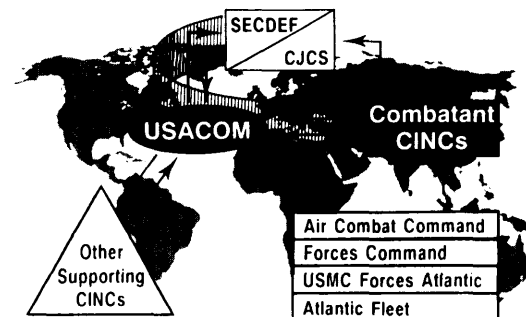 SECDEF
CJCS
USACOM
Combatant
CINCs
Other
Supporting
CINCs
Air Combat Command
Forces Command
USMC Forces Atlantic
Atlantic Fleet